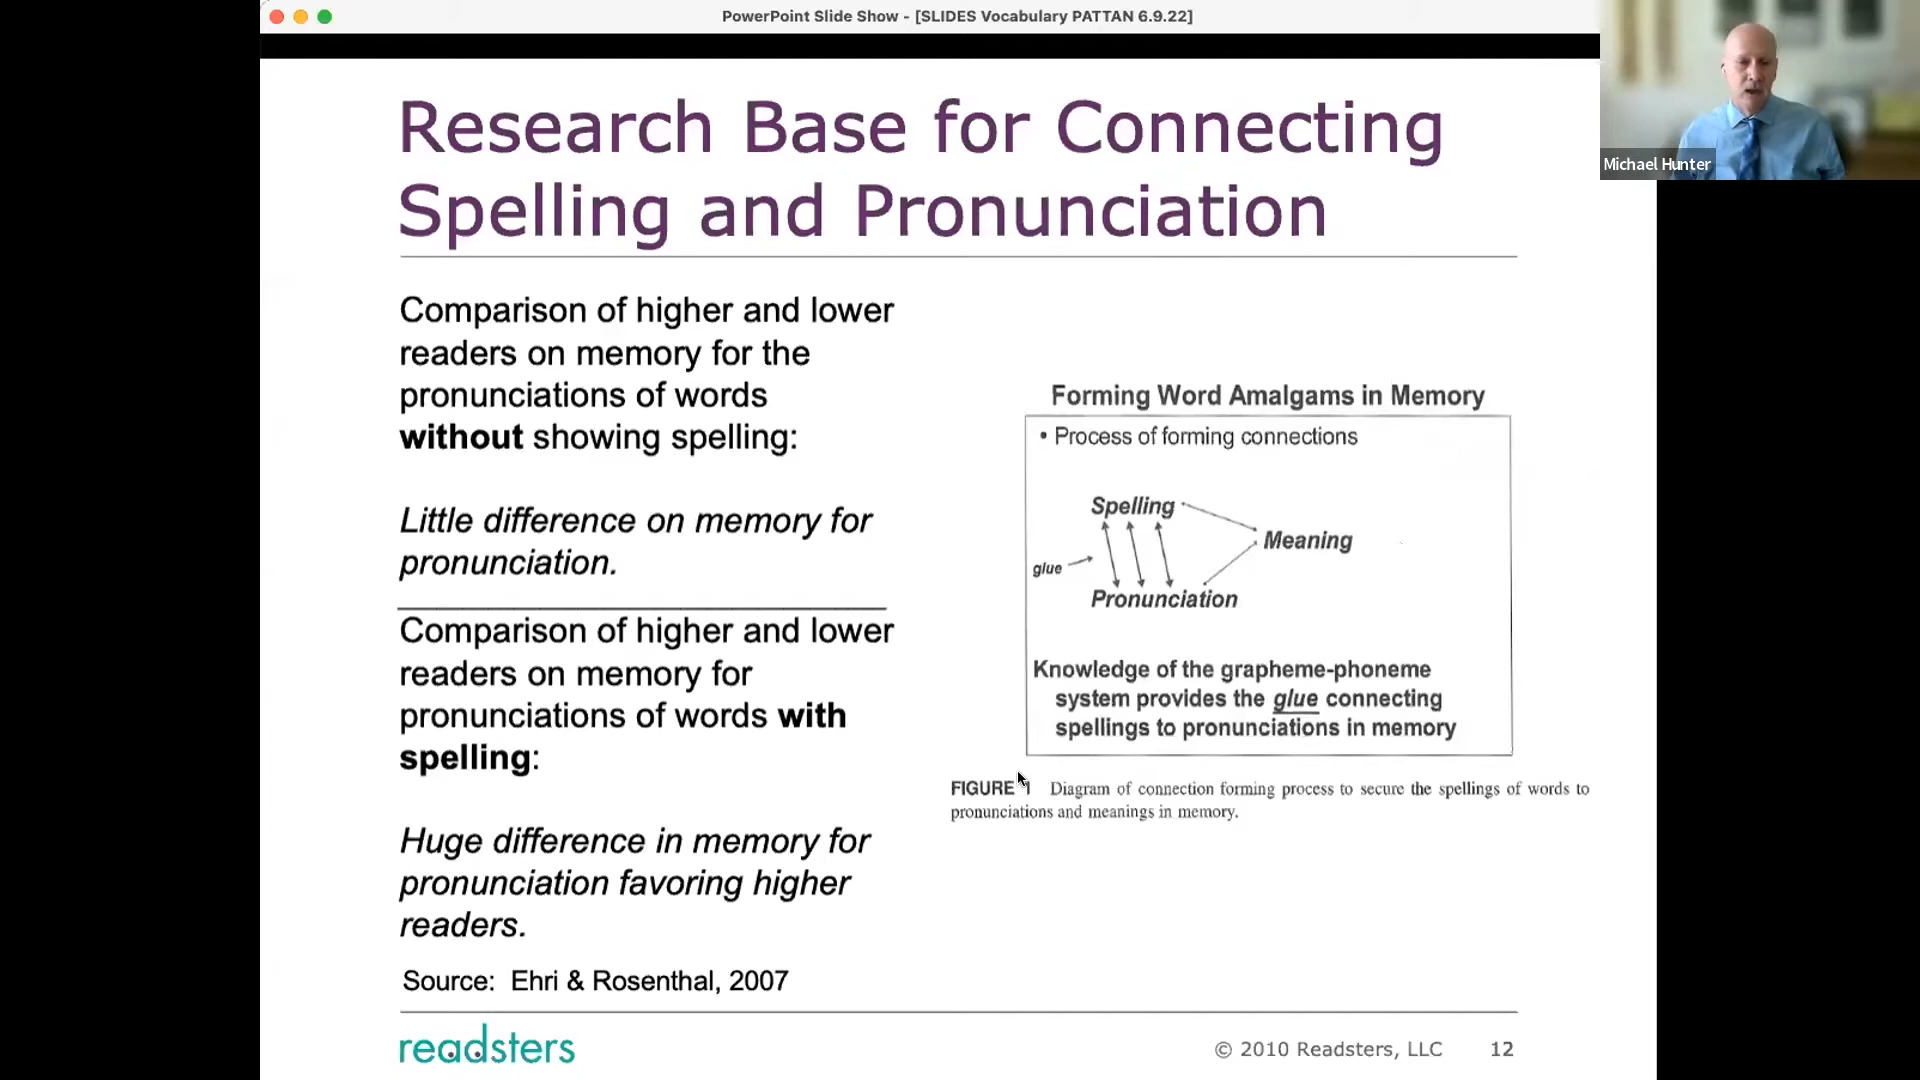 PowerPoint Slide Show - [SLIDES Vocabulary PATTAN 6.9.22]
Michael Hunter
Research Base for Connecting
Spelling and Pronunciation
Comparison of higher and lower
readers on memory for the
pronunciations of words
without showing spelling:
Little difference on memory for
pronunciation.
Comparison of higher and lower
readers on memory for
pronunciations of words with
spelling:
Huge difference in memory for
pronunciation favoring higher
readers.
Source: Ehri & Rosenthal, 2007
Forming Word Amalgams in Memory
• Process of forming connections
Spelling
Meaning
glue
Pronunciation
Knowledge of the grapheme-phoneme
system provides the glue connecting
spellings to pronunciations in memory
FIGURE 1 Diagram of connection forming process to secure the spellings of words to
pronunciations and meanings in memory.
readsters
© 2010 Readsters, LLC 12